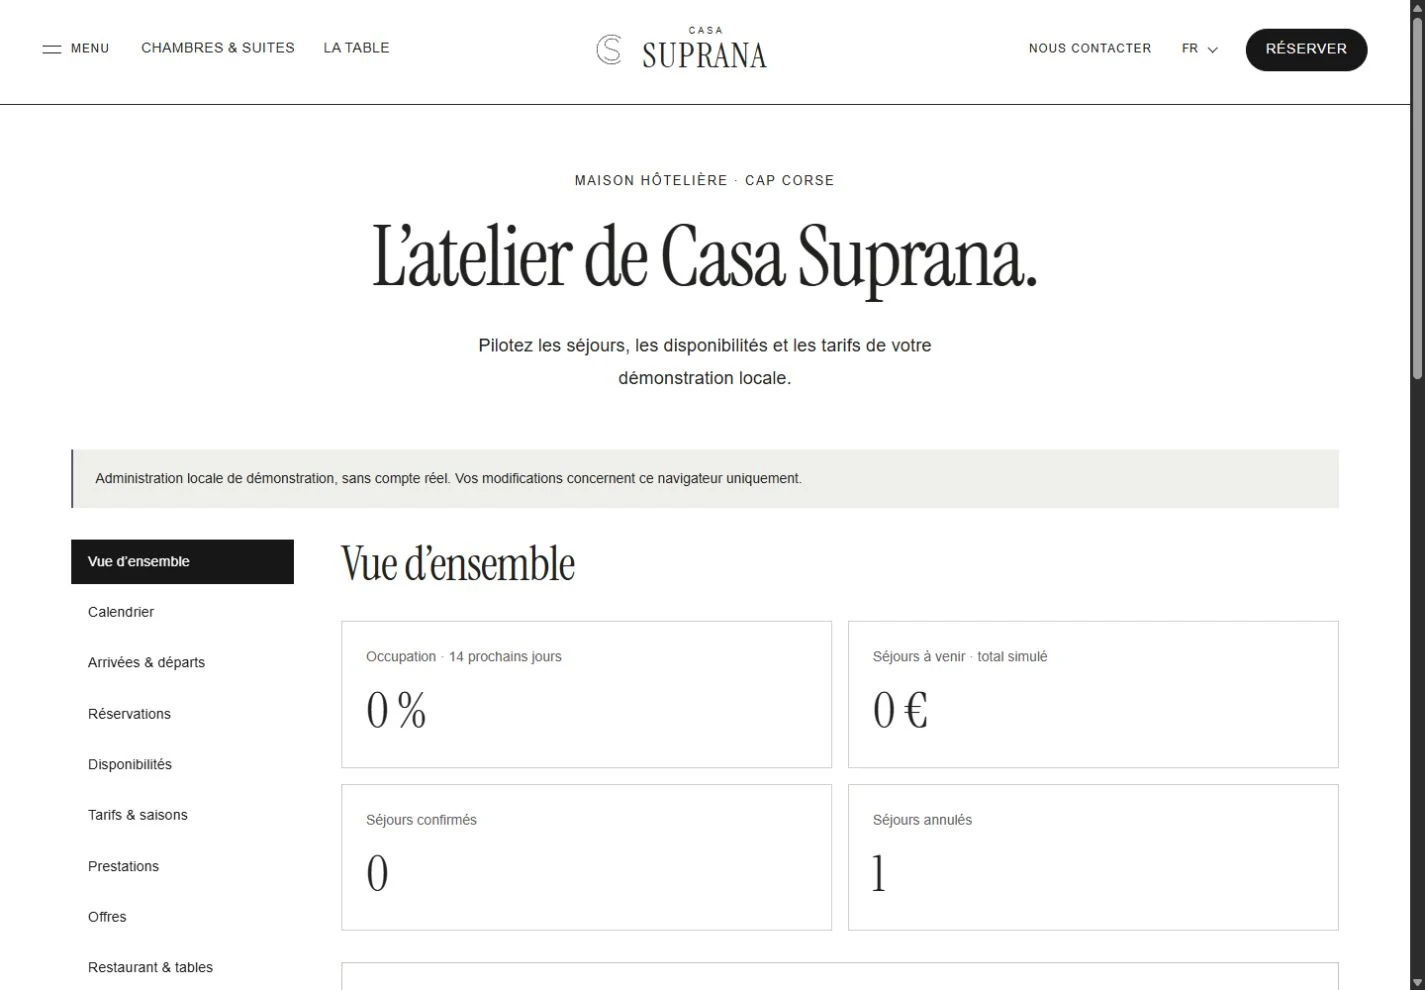 MENU
CHAMBRES & SUITES
LA TABLE
CASA
SUPRANA
NOUS CONTACTER
FR
RÉSERVER
MAISON HÔTELIÈRE · CAP CORSE
L’atelier de Casa Suprana.
Pilotez les séjours, les disponibilités et les tarifs de votre
démonstration locale.
Administration locale de démonstration, sans compte réel. Vos modifications concernent ce navigateur uniquement.
Vue d’ensemble
Calendrier
Arrivées & départs
Réservations
Disponibilités
Tarifs & saisons
Prestations
Offres
Restaurant & tables
Vue d’ensemble
Occupation · 14 prochains jours
0 %
Séjours à venir · total simulé
0 €
Séjours confirmés
0
Séjours annulés
1